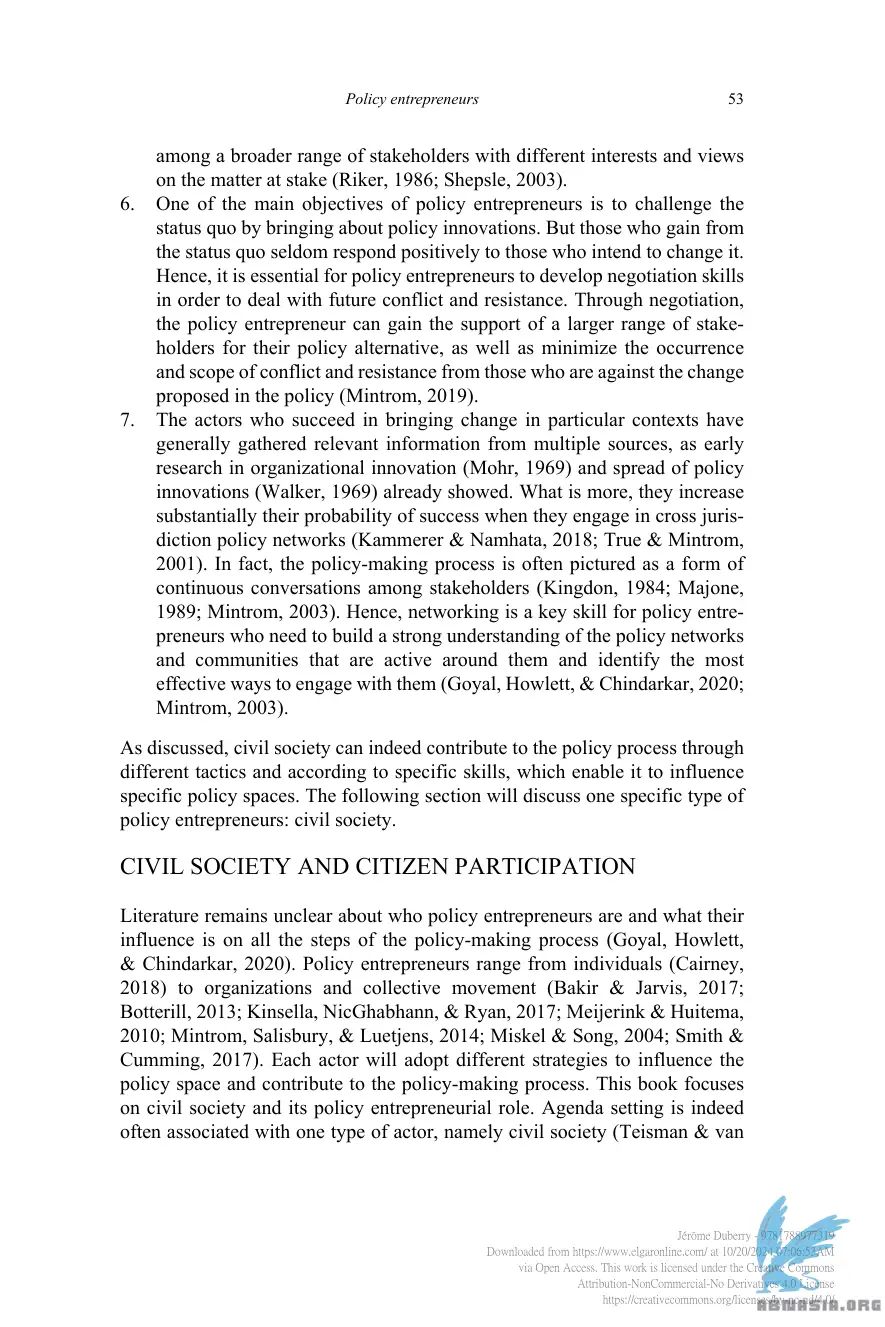 Policy entrepreneurs 53
among a broader range of stakeholders with different interests and views
on the matter at stake (Riker, 1986; Shepsle, 2003).
6. One of the main objectives of policy entrepreneurs is to challenge the
status quo by bringing about policy innovations. But those who gain from
the status quo seldom respond positively to those who intend to change it.
Hence, it is essential for policy entrepreneurs to develop negotiation skills
in order to deal with future conflict and resistance. Through negotiation,
the policy entrepreneur can gain the support of a larger range of stake-
holders for their policy alternative, as well as minimize the occurrence
and scope of conflict and resistance from those who are against the change
proposed in the policy (Mintrom, 2019).
7. The actors who succeed in bringing change in particular contexts have
generally gathered relevant information from multiple sources, as early
research in organizational innovation (Mohr, 1969) and spread of policy
innovations (Walker, 1969) already showed. What is more, they increase
substantially their probability of success when they engage in cross juris-
diction policy networks (Kammerer & Namhata, 2018; True & Mintrom,
2001). In fact, the policy-making process is often pictured as a form of
continuous conversations among stakeholders (Kingdon, 1984; Majone,
1989; Mintrom, 2003). Hence, networking is a key skill for policy entre-
preneurs who need to build a strong understanding of the policy networks
and communities that are active around them and identify the most
effective ways to engage with them (Goyal, Howlett, & Chindarkar, 2020;
Mintrom, 2003).
As discussed, civil society can indeed contribute to the policy process through
different tactics and according to specific skills, which enable it to influence
specific policy spaces. The following section will discuss one specific type of
policy entrepreneurs: civil society.
CIVIL SOCIETY AND CITIZEN PARTICIPATION
Literature remains unclear about who policy entrepreneurs are and what their
influence is on all the steps of the policy-making process (Goyal, Howlett,
& Chindarkar, 2020). Policy entrepreneurs range from individuals (Cairney,
2018) to organizations and collective movement (Bakir & Jarvis, 2017;
Botterill, 2013; Kinsella, NicGhabhann, & Ryan, 2017; Meijerink & Huitema,
2010; Mintrom, Salisbury, & Luetjens, 2014; Miskel & Song, 2004; Smith &
Cumming, 2017). Each actor will adopt different strategies to influence the
policy space and contribute to the policy-making process. This book focuses
on civil society and its policy entrepreneurial role. Agenda setting is indeed
often associated with one type of actor, namely civil society (Teisman & van
Jérôme Duberry - 9781788977319
Downloaded from https://www.elgaronline.com/ at 10/20/2024 07:06:52AM
via Open Access. This work is licensed under the Creative Commons
Attribution-NonCommercial-No Derivatives 4.0 License
https://creativecommons.org/licenses/by-nc-nd/4.0/
ABTNASIA.ORG